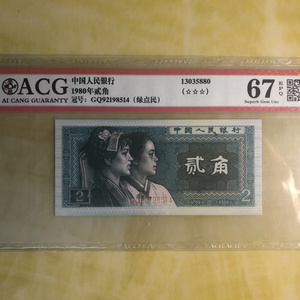 ACG
AI CANG GUARANTY
中国人民银行
1980年贰角
冠号：GQ92198514（绿点民）
13035880
(☆☆☆)
67 EPQ
Superb Gem Unc
中国人民银行
贰角
2
2